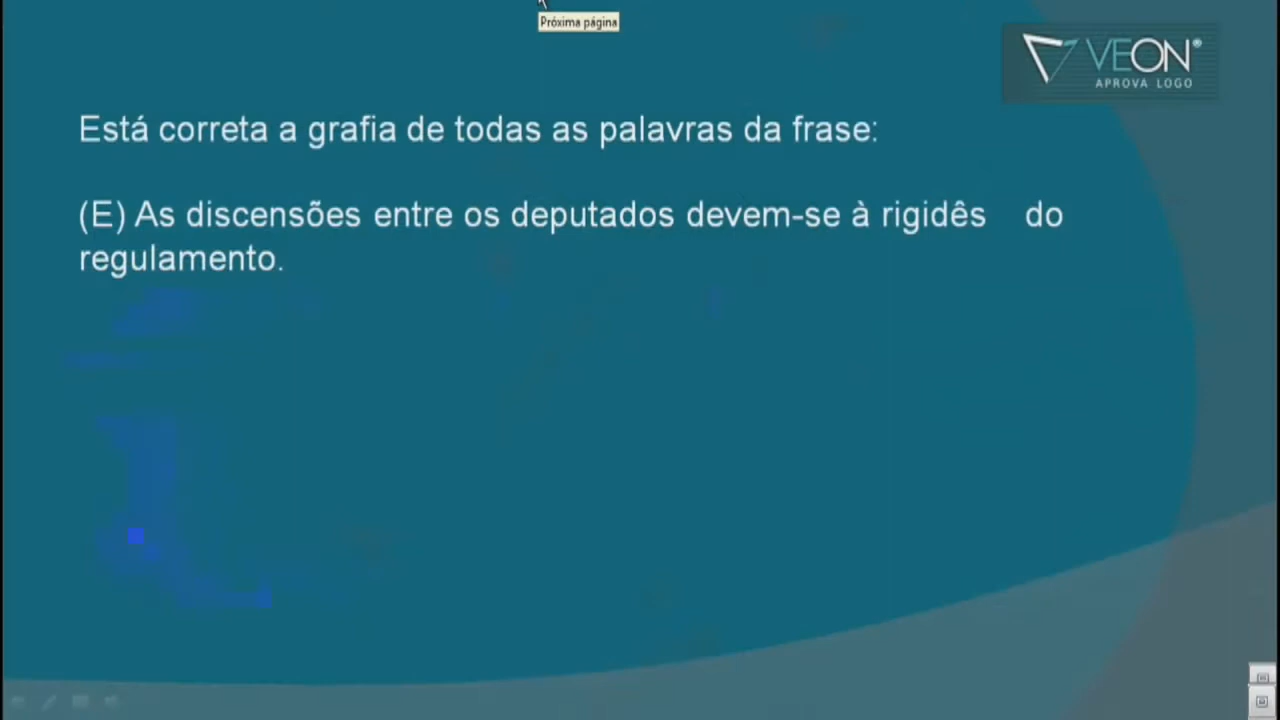 Próxima página
VEON®
APROVA LOGO
Está correta a grafia de todas as palavras da frase:
(E) As discensões entre os deputados devem-se à rigidês do
regulamento.